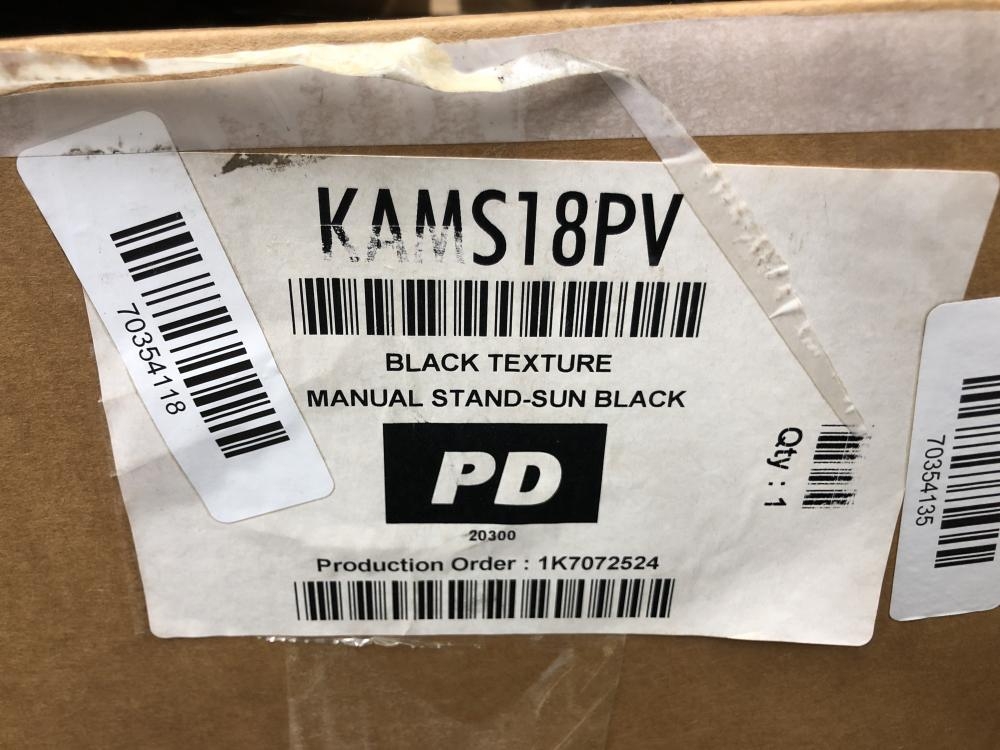 KAMS18PV
BLACK TEXTURE
MANUAL STAND-SUN BLACK
PD
20300
Production Order : 1K7072524
Qty : 1
70354118
70354135